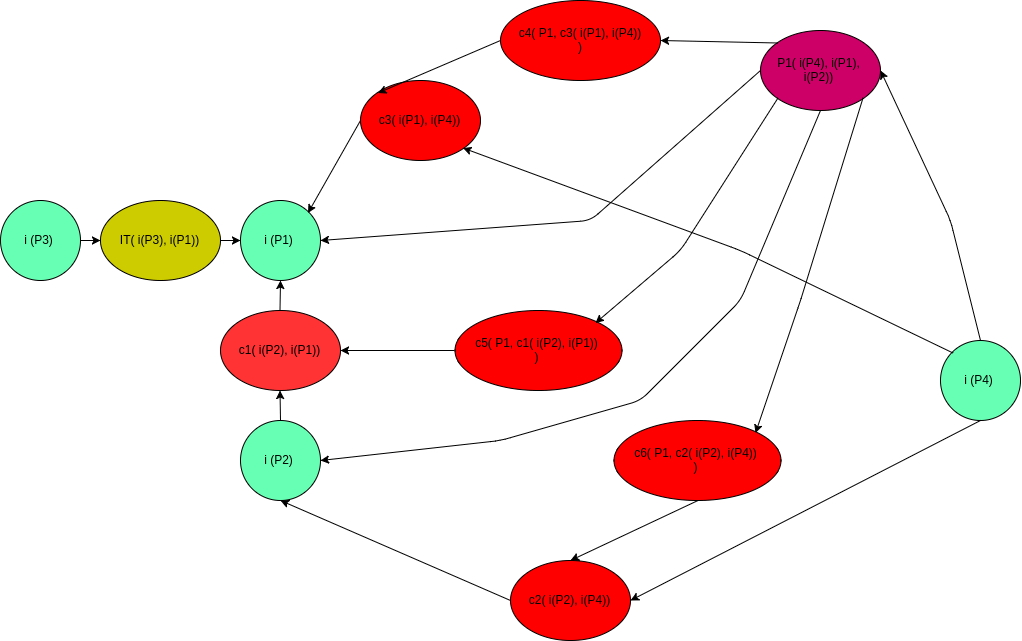 c4( P1, c3( i(P1), i(P4))
)
P1( i(P4), i(P1),
i(P2))
c3( i(P1), i(P4))
i (P3)
IT( i(P3), i(P1))
i (P1)
c1( i(P2), i(P1))
c5( P1, c1( i(P2), i(P1))
)
i (P4)
i (P2)
c6( P1, c2( i(P2), i(P4))
)
c2( i(P2), i(P4))